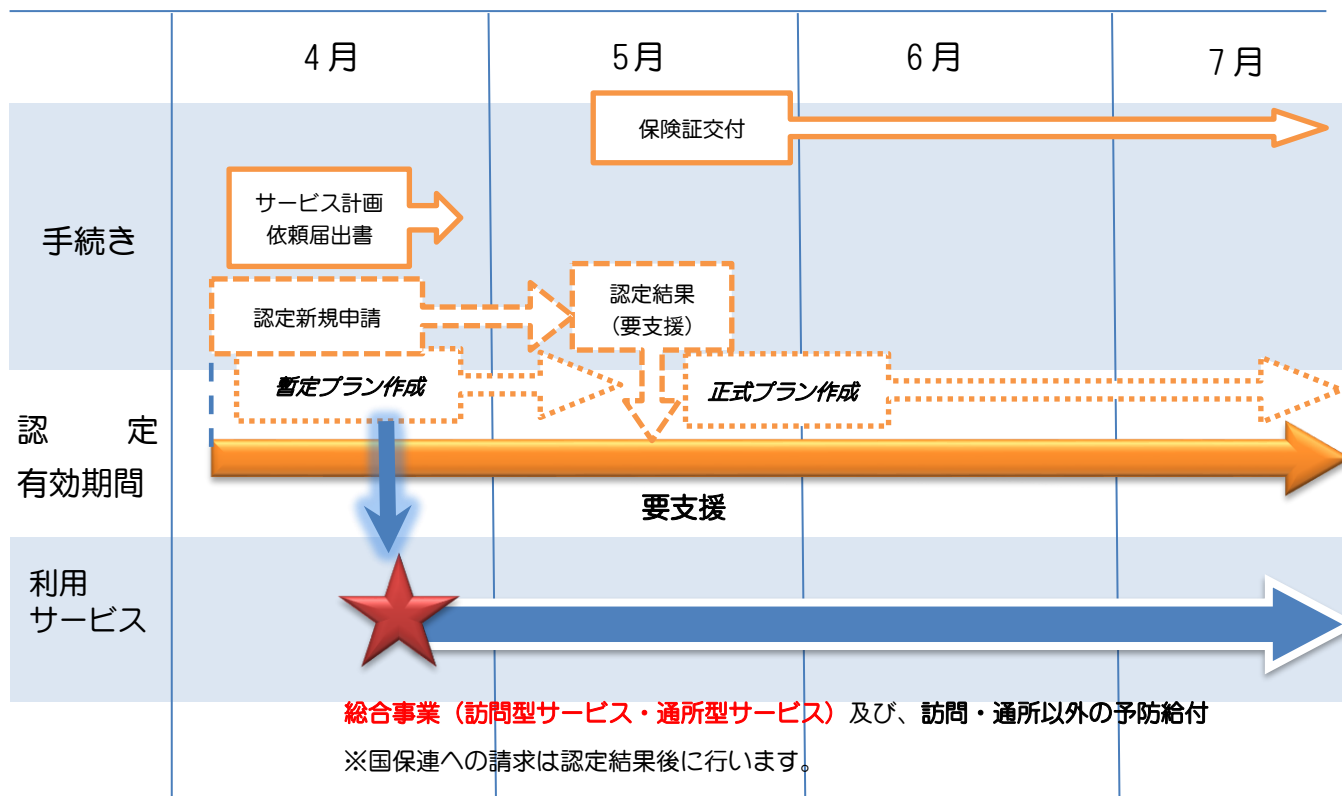 4月
5月
6月
7月
保険証交付
サービス計画
依頼届出書
手続き
認定新規申請
認定結果
(要支援)
暫定プラン作成
正式プラン作成
認　定
有効期間
要支援
利用
サービス
総合事業（訪問型サービス・通所型サービス）及び、訪問・通所以外の予防給付
※国保連への請求は認定結果後に行います。